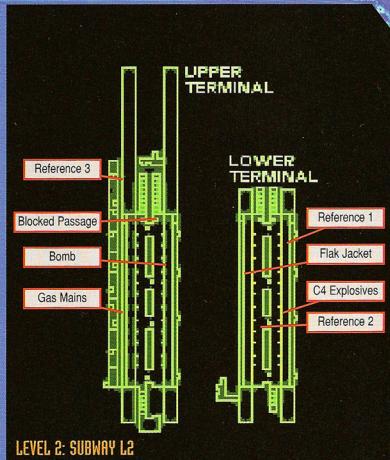 UPPER
TERMINAL
LOWER
TERMINAL
Reference 3
Blocked Passage
Bomb
Gas Mains
Reference 1
Flak Jacket
C4 Explosives
Reference 2
LEVEL 2: SUBWAY L2